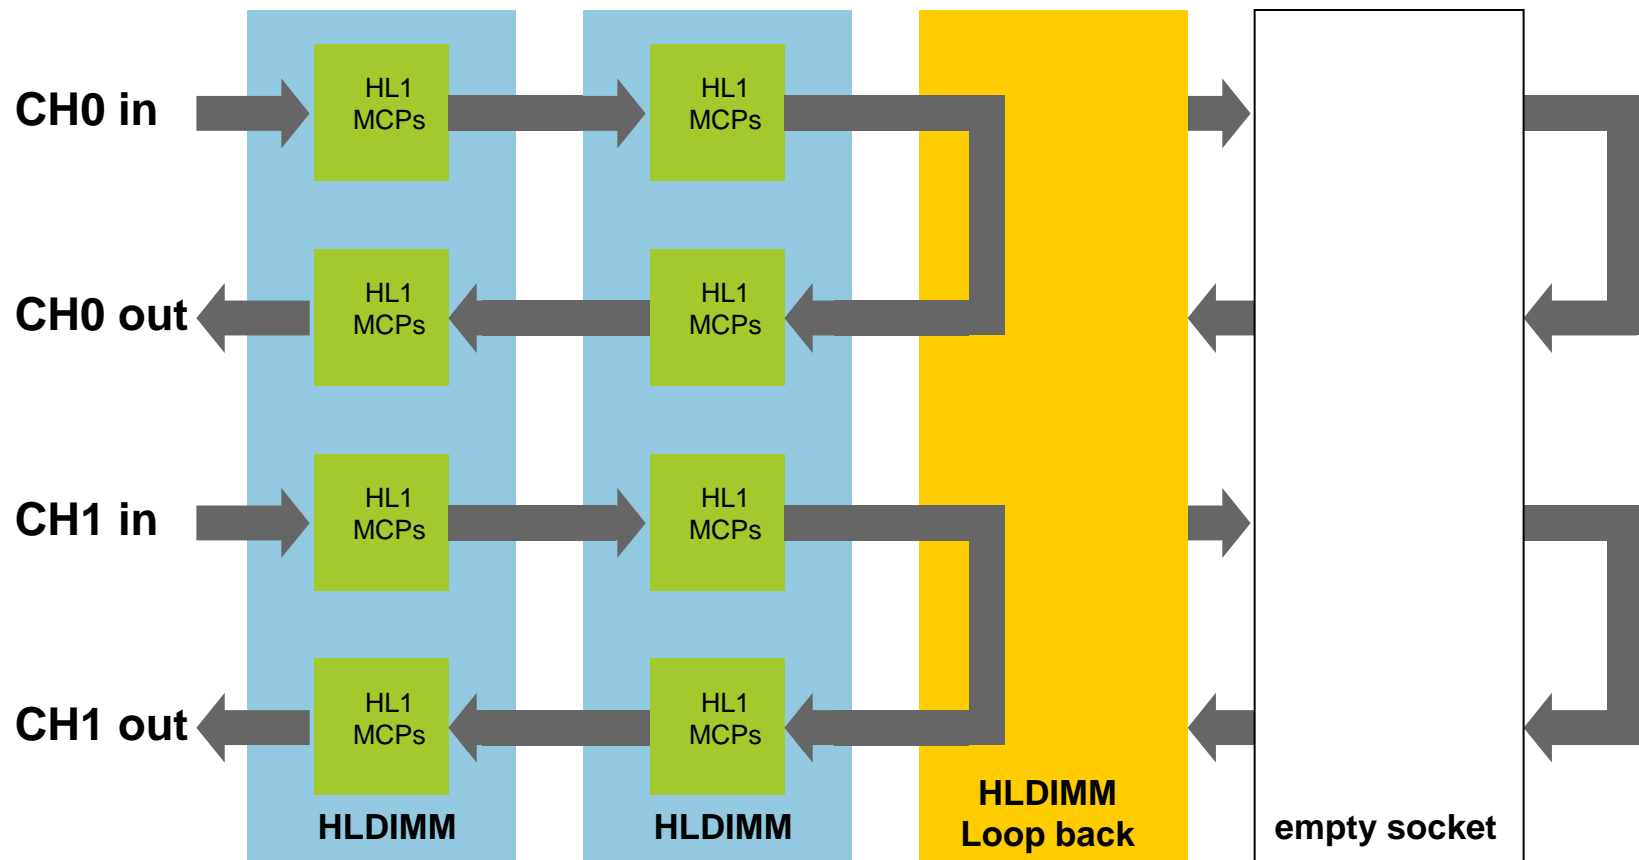 CH0 in
HL1
MCPs
HL1
MCPs
CH0 out
HL1
MCPs
HL1
MCPs
CH1 in
HL1
MCPs
HL1
MCPs
CH1 out
HL1
MCPs
HL1
MCPs
HLDIMM
HLDIMM
HLDIMM
Loop back
empty socket